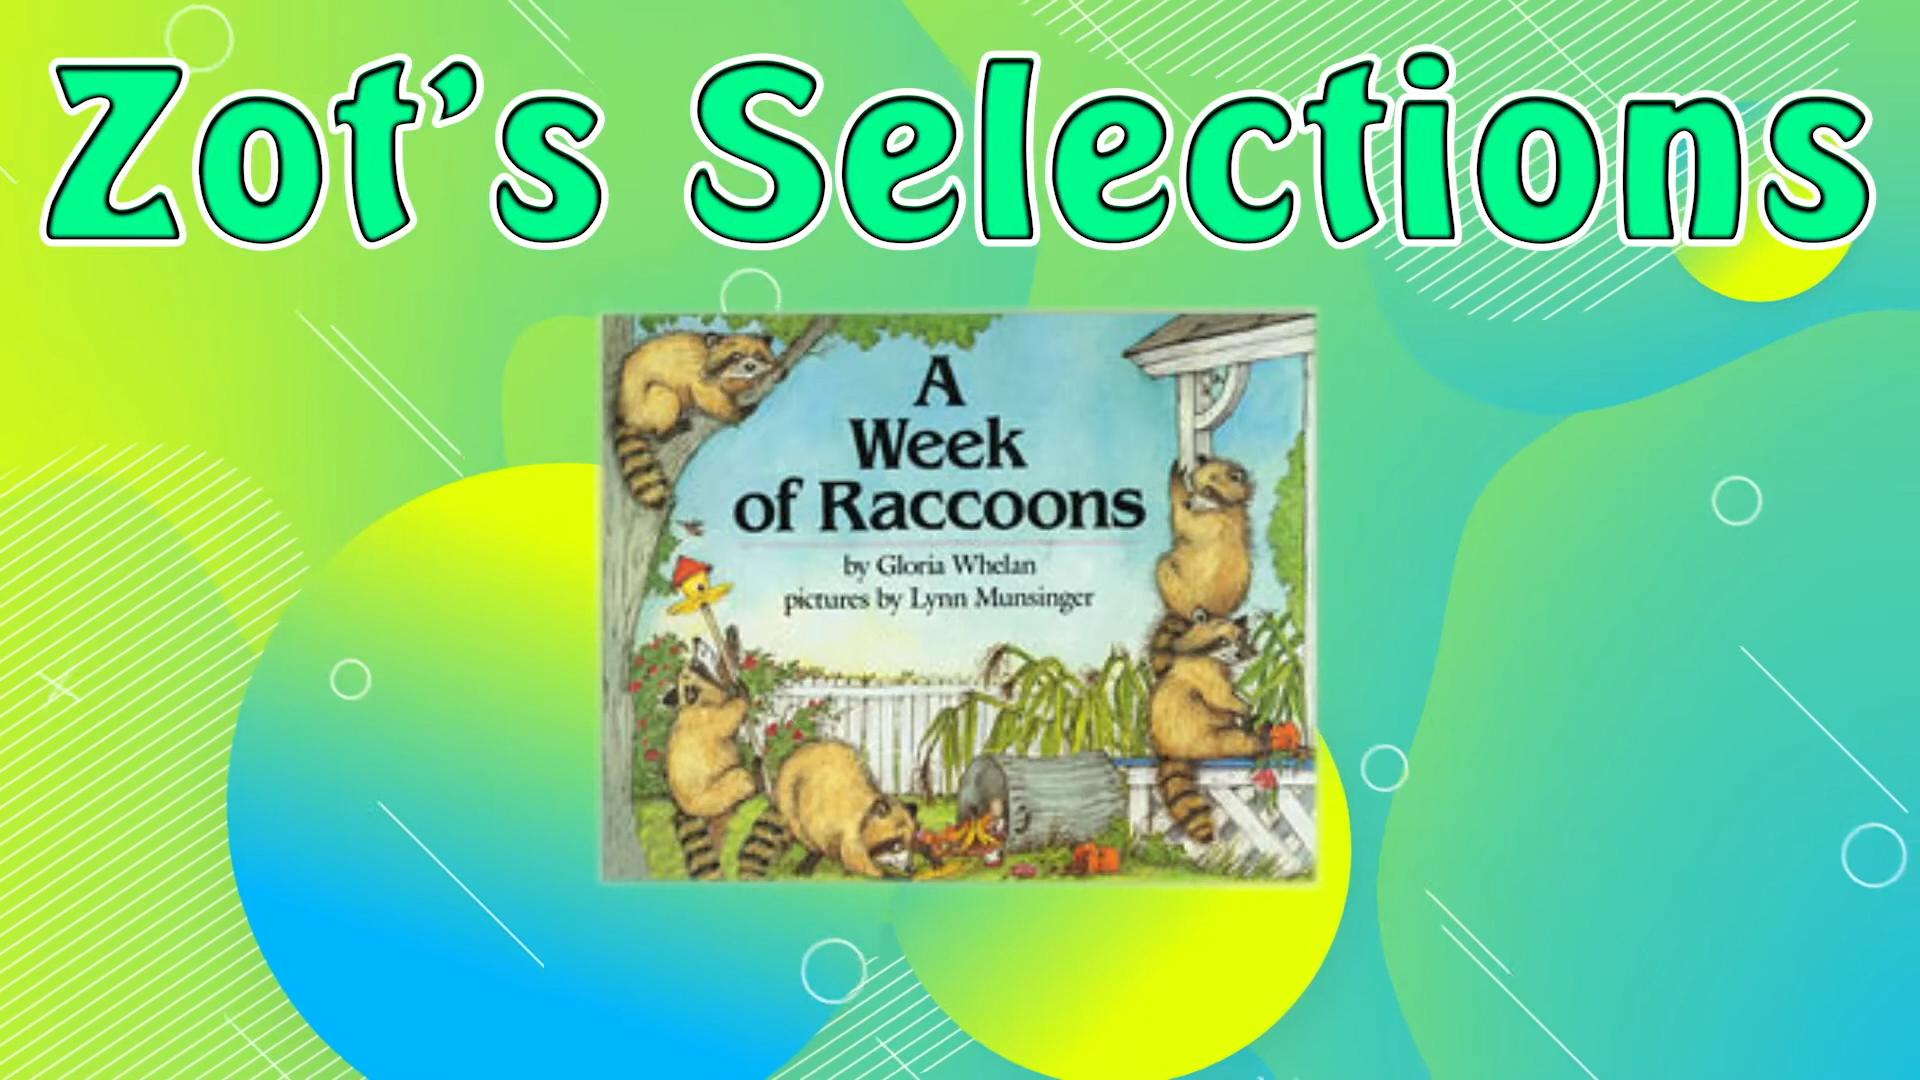 Zot's Selections
A
Week
of Raccoons
by Gloria Whelan
pictures by Lynn Munsinger